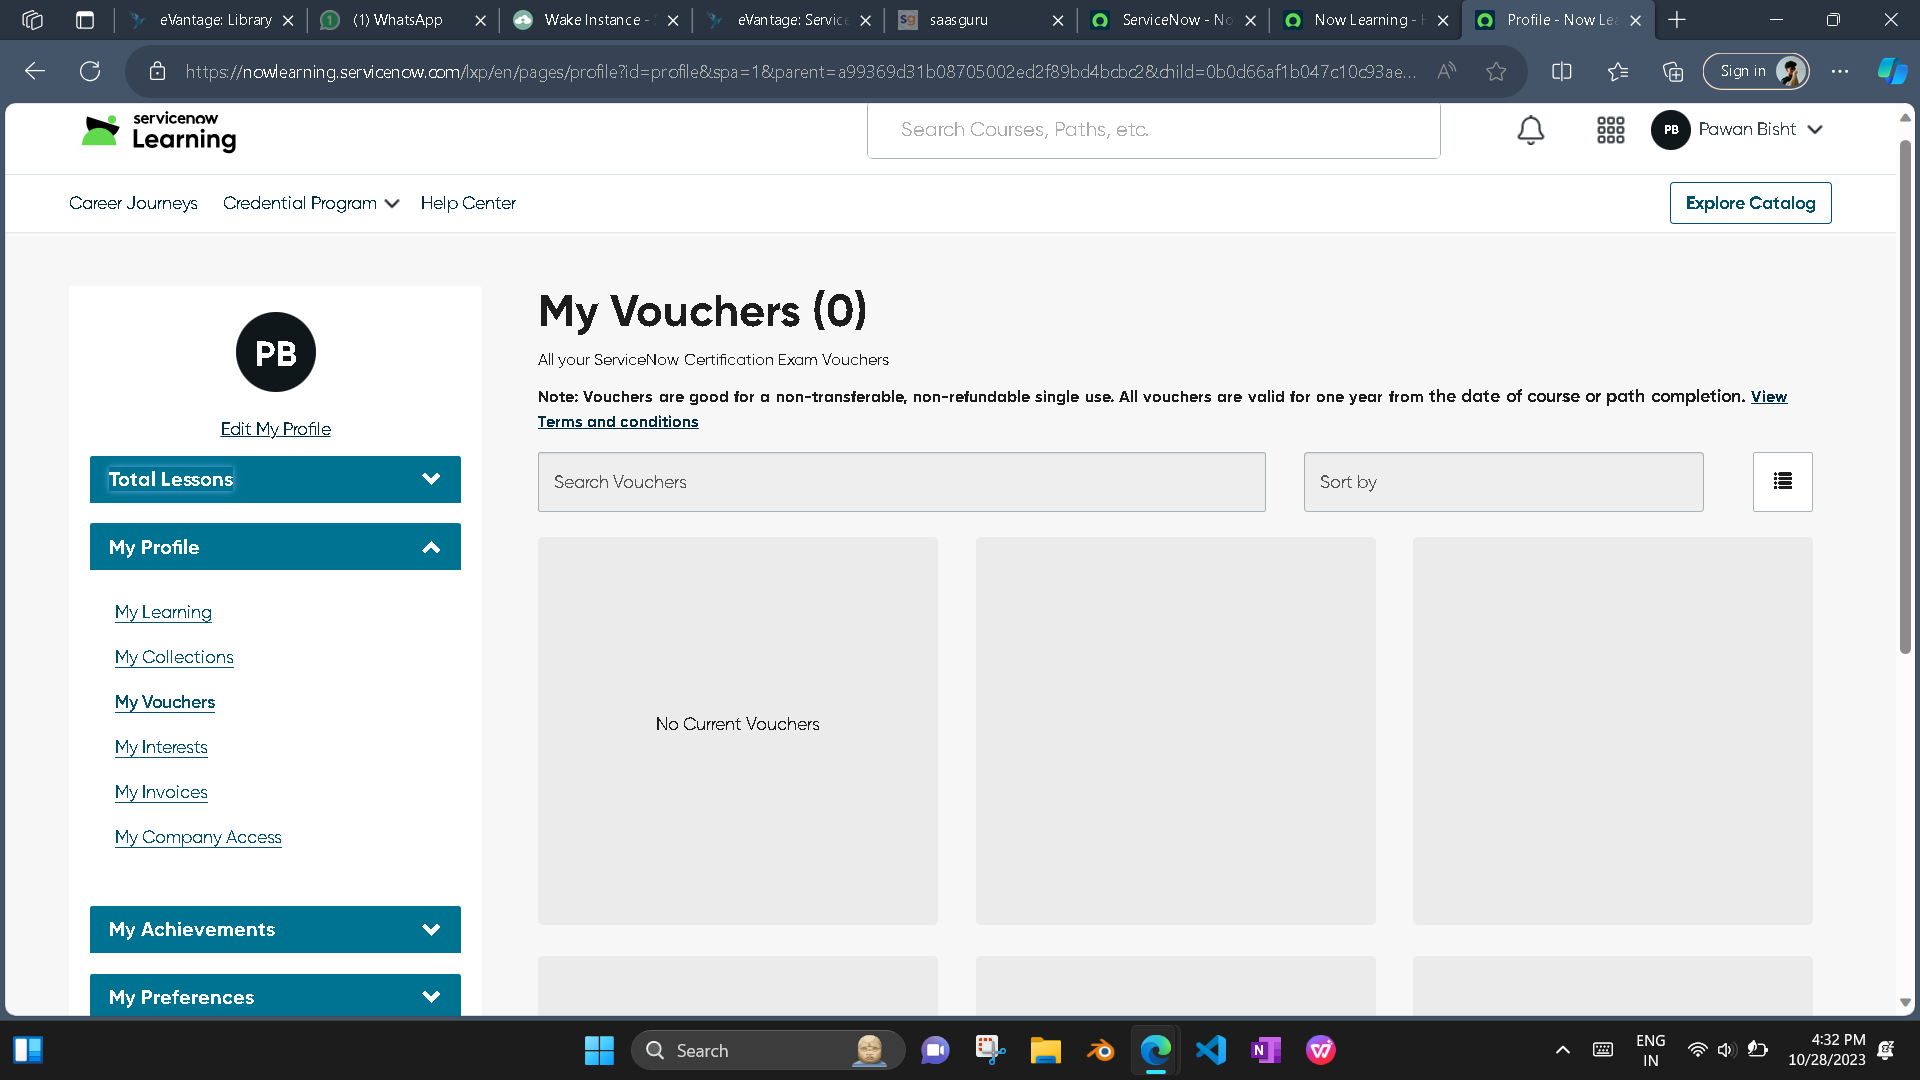 eVantage: Library
(1) WhatsApp
Wake Instance -
eVantage: Service
saasguru
ServiceNow - No
Now Learning - H
Profile - Now Lea
https://nowlearning.servicenow.com/lxp/en/pages/profile?id=profile&spa=1&parent=a99369d31b08705002ed2f89bd4bcbc2&child=0b0d66af1b047c10c93ae...
Sign in
servicenow
Learning
Search Courses, Paths, etc.
PB
Pawan Bisht
Career Journeys
Credential Program
Help Center
Explore Catalog
PB
Edit My Profile
Total Lessons
My Profile
My Learning
My Collections
My Vouchers
My Interests
My Invoices
My Company Access
My Achievements
My Preferences
My Vouchers (0)
All your ServiceNow Certification Exam Vouchers
Note: Vouchers are good for a non-transferable, non-refundable single use. All vouchers are valid for one year from the date of course or path completion. View
Terms and conditions
Search Vouchers
Sort by
No Current Vouchers
Search
ENG
IN
4:32 PM
10/28/2023